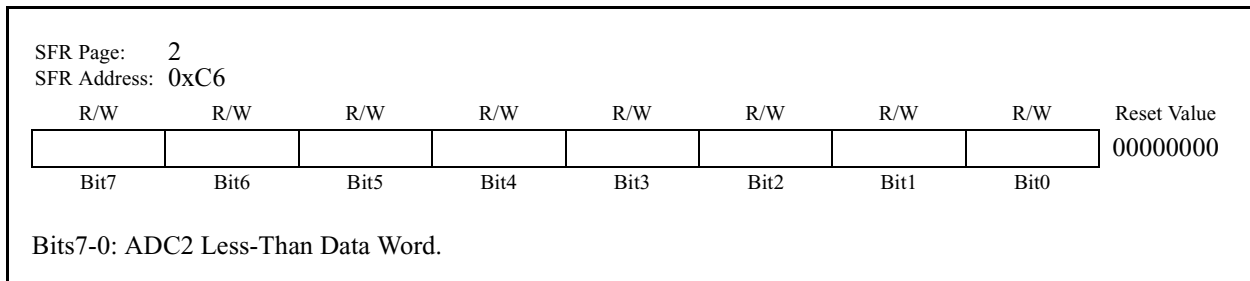 SFR Page: 2
SFR Address: 0xC6
R/W R/W R/W R/W R/W R/W R/W R/W Reset Value
00000000
Bit7 Bit6 Bit5 Bit4 Bit3 Bit2 Bit1 Bit0
Bits7-0: ADC2 Less-Than Data Word.